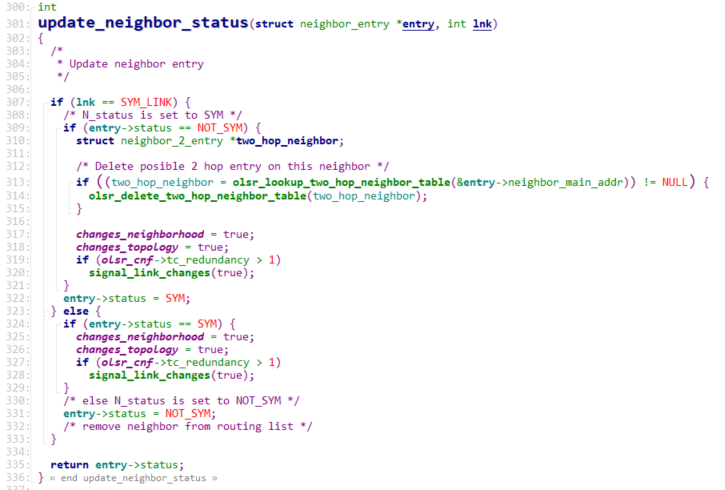 300: int
301: update_neighbor_status(struct neighbor_entry *entry, int lnk)
302: {
303:   /*
304:    * Update neighbor entry
305:    */
306:
307:   if (lnk == SYM_LINK) {
308:     /* N_status is set to SYM */
309:     if (entry->status == NOT_SYM) {
310:       struct neighbor_2_entry *two_hop_neighbor;
311:
312:       /* Delete posible 2 hop entry on this neighbor */
313:       if ((two_hop_neighbor = olsr_lookup_two_hop_neighbor_table(&entry->neighbor_main_addr)) != NULL) {
314:         olsr_delete_two_hop_neighbor_table(two_hop_neighbor);
315:       }
316:
317:       changes_neighborhood = true;
318:       changes_topology = true;
319:       if (olsr_cnf->tc_redundancy > 1)
320:         signal_link_changes(true);
321:     }
322:     entry->status = SYM;
323:   } else {
324:     if (entry->status == SYM) {
325:       changes_neighborhood = true;
326:       changes_topology = true;
327:       if (olsr_cnf->tc_redundancy > 1)
328:         signal_link_changes(true);
329:     }
330:     /* else N_status is set to NOT_SYM */
331:     entry->status = NOT_SYM;
332:     /* remove neighbor from routing list */
333:   }
334:
335:   return entry->status;
336: } « end update_neighbor_status »
337: